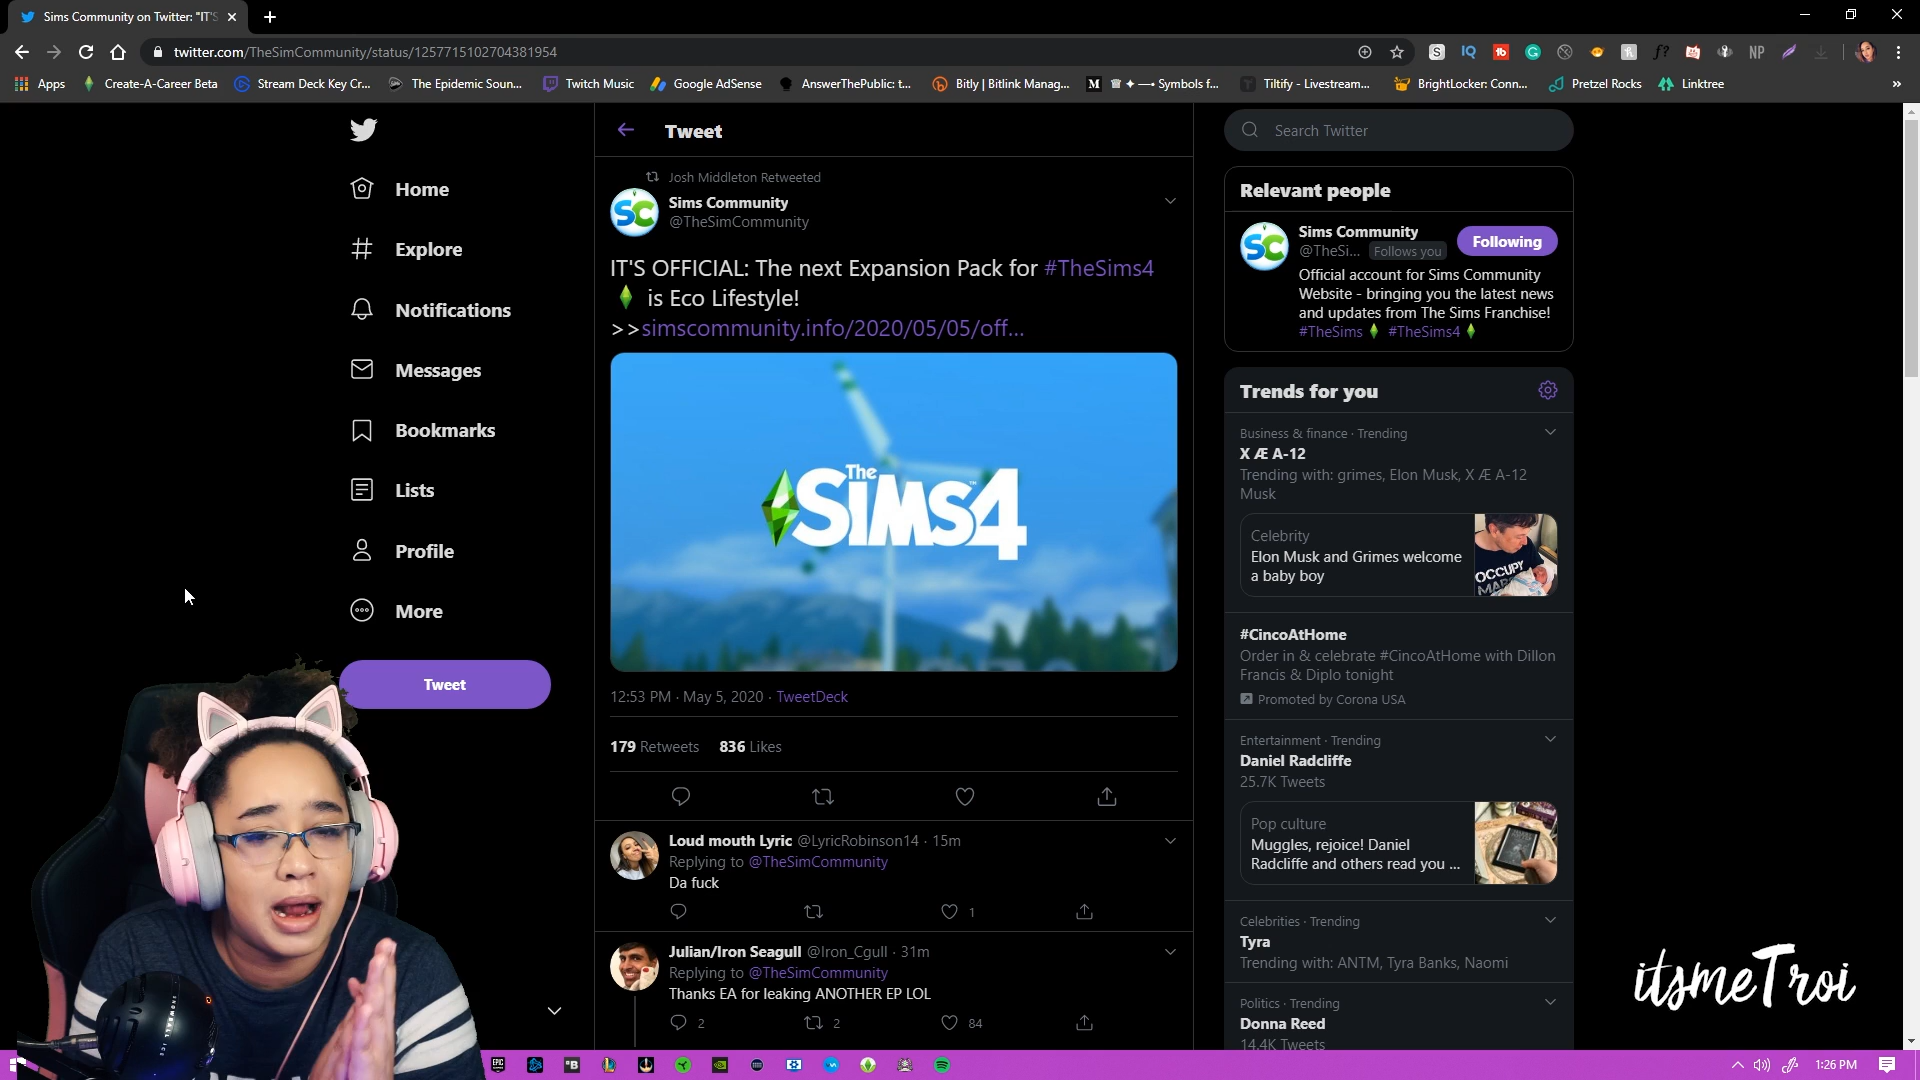 Sims Community on Twitter: "IT'S
twitter.com/TheSimCommunity/status/1257715102704381954
Apps
Create-A-Career Beta
Stream Deck Key Cr...
The Epidemic Soun...
Twitch Music
Google AdSense
AnswerThePublic: t...
Bitly | Bitlink Manag...
Symbols f...
Tiltify - Livestream...
BrightLocker: Conn...
Pretzel Rocks
Linktree
Home
Explore
Notifications
Messages
Bookmarks
Lists
Profile
More
Tweet
Tweet
Josh Middleton Retweeted
Sims Community
@TheSimCommunity
IT'S OFFICIAL: The next Expansion Pack for #TheSims4
is Eco Lifestyle!
>>simscommunity.info/2020/05/05/off...
The SiMS 4
12:53 PM · May 5, 2020 · TweetDeck
179 Retweets 836 Likes
Loud mouth Lyric @LyricRobinson14 · 15m
Replying to @TheSimCommunity
Da fuck
1
Julian/Iron Seagull @Iron_Cgull · 31m
Replying to @TheSimCommunity
Thanks EA for leaking ANOTHER EP LOL
2 2 84
Search Twitter
Relevant people
Sims Community
@TheSi... Follows you
Following
Official account for Sims Community
Website - bringing you the latest news
and updates from The Sims Franchise!
#TheSims #TheSims4
Trends for you
Business & finance · Trending
X Æ A-12
Trending with: grimes, Elon Musk, X Æ A-12
Musk
Celebrity
Elon Musk and Grimes welcome
a baby boy
OCCUPY
MARS
#CincoAtHome
Order in & celebrate #CincoAtHome with Dillon
Francis & Diplo tonight
Promoted by Corona USA
Entertainment · Trending
Daniel Radcliffe
25.7K Tweets
Pop culture
Muggles, rejoice! Daniel
Radcliffe and others read you ...
Celebrities · Trending
Tyra
Trending with: ANTM, Tyra Banks, Naomi
Politics · Trending
Donna Reed
14.4K Tweets
itsmeTroi
1:26 PM